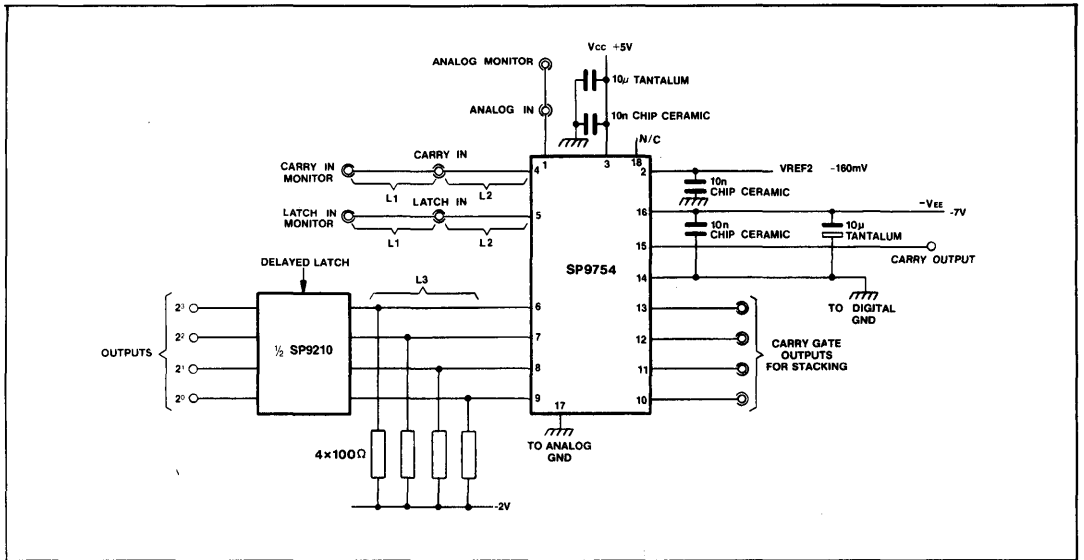 Vcc +5V
ANALOG MONITOR
10µ TANTALUM
ANALOG IN
10n CHIP CERAMIC
N/C
1
3
18
CARRY IN
CARRY IN
MONITOR
4
L1
L2
2
VREF2 -160mV
10n
CHIP CERAMIC
LATCH IN
LATCH IN
MONITOR
5
L1
L2
16
-VEE
-7V
10n
CHIP CERAMIC
10µ
TANTALUM
15
CARRY OUTPUT
SP9754
14
TO DIGITAL
GND
DELAYED LATCH
L3
OUTPUTS
2³
2²
2¹
2⁰
½ SP9210
6
7
8
9
13
12
11
10
CARRY GATE
OUTPUTS
FOR STACKING
17
TO ANALOG
GND
4×100Ω
-2V